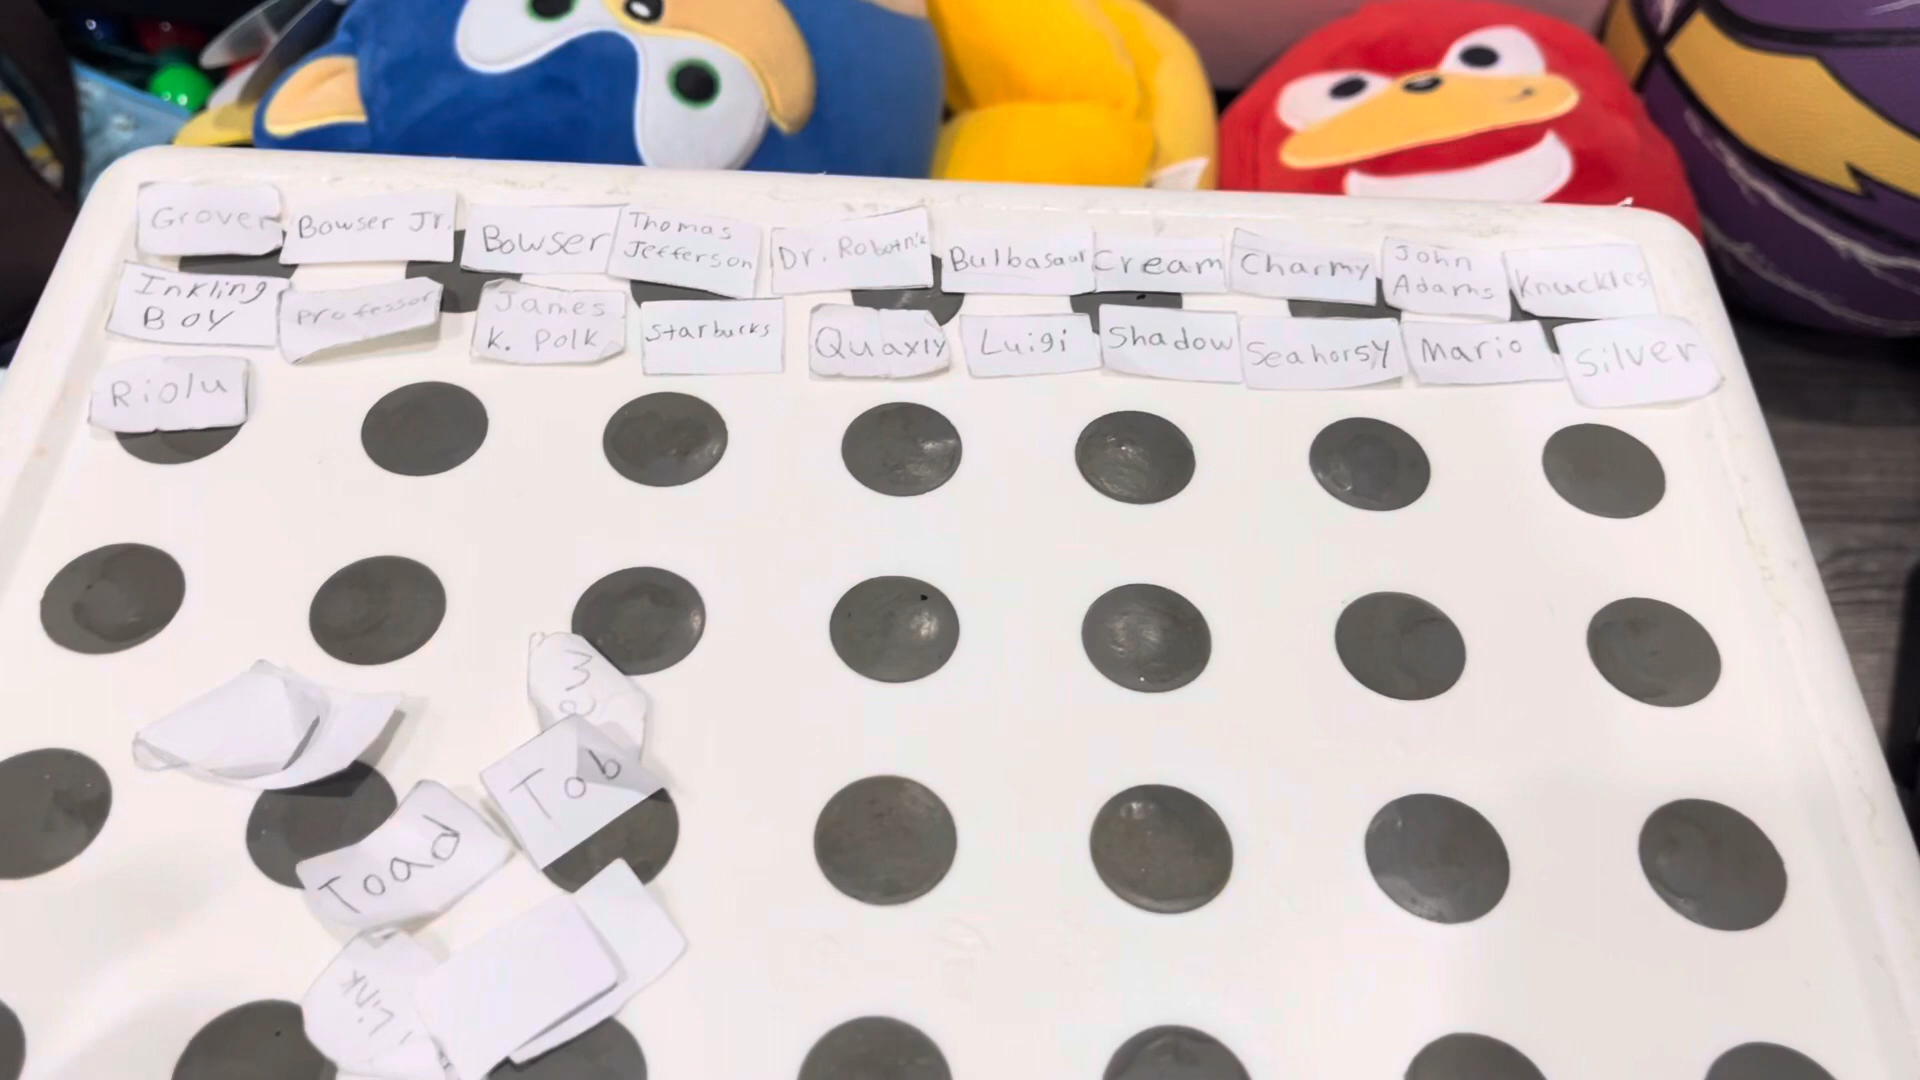 Grover
Bowser Jr.
Bowser
Thomas
Jefferson
Dr. Robotnik
Bulbasaur
Cream
Charmy
John
Adams
Knuckles
Inkling
Boy
Professor
James
K. Polk
Starbucks
Quaxly
Luigi
Shadow
Seahorsy
Mario
Silver
Riolu
Tob
Toad
Link